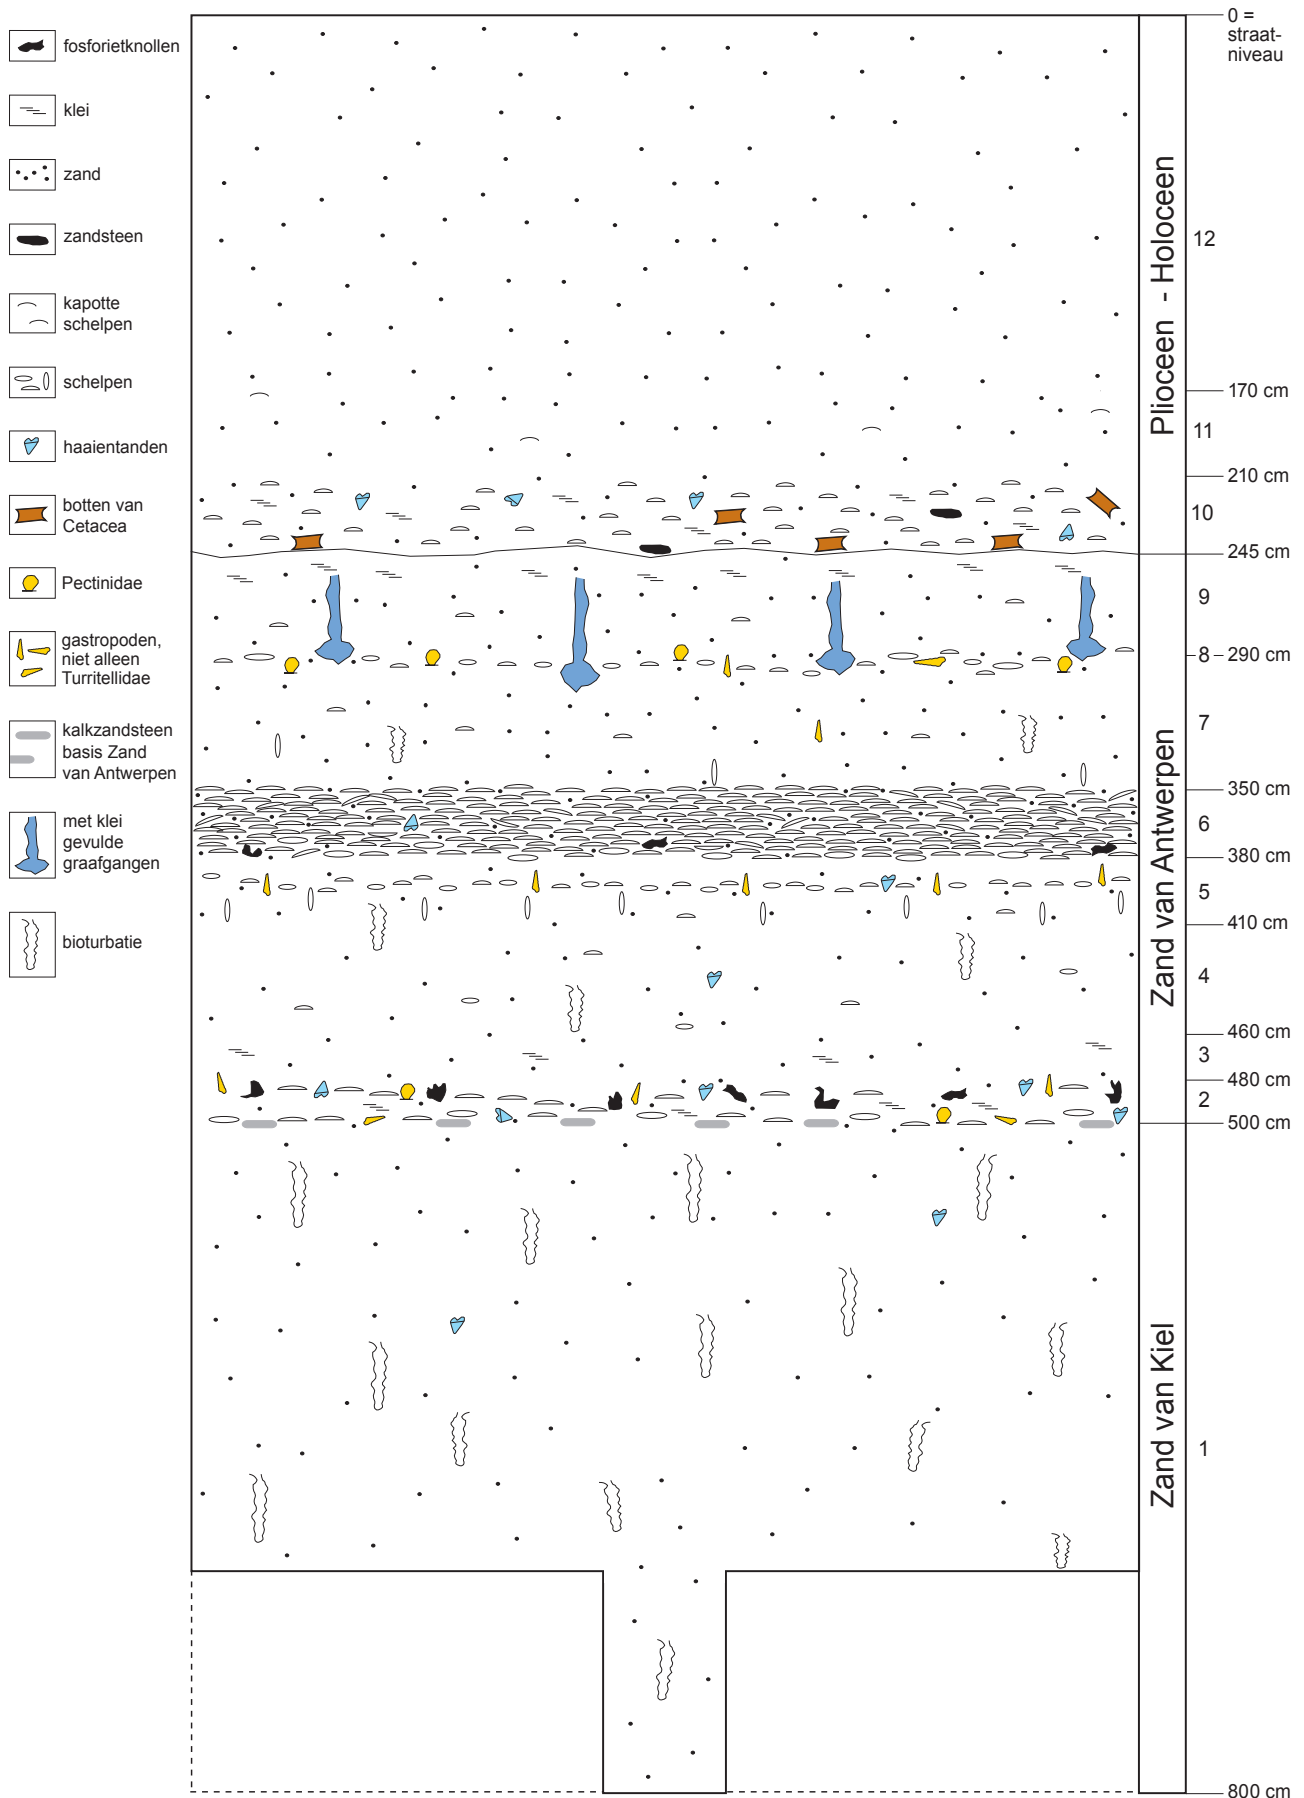 fosforietknollen
klei
zand
zandsteen
kapotte
schelpen
schelpen
haaientanden
botten van
Cetacea
Pectinidae
gastropoden,
niet alleen
Turritellidae
kalkzandsteen
basis Zand
van Antwerpen
met klei
gevulde
graafgangen
bioturbatie
Plioceen - Holoceen
Zand van Antwerpen
Zand van Kiel
12
11
10
9
8
7
6
5
4
3
2
1
0 =
straat-
niveau
170 cm
210 cm
245 cm
290 cm
350 cm
380 cm
410 cm
460 cm
480 cm
500 cm
800 cm